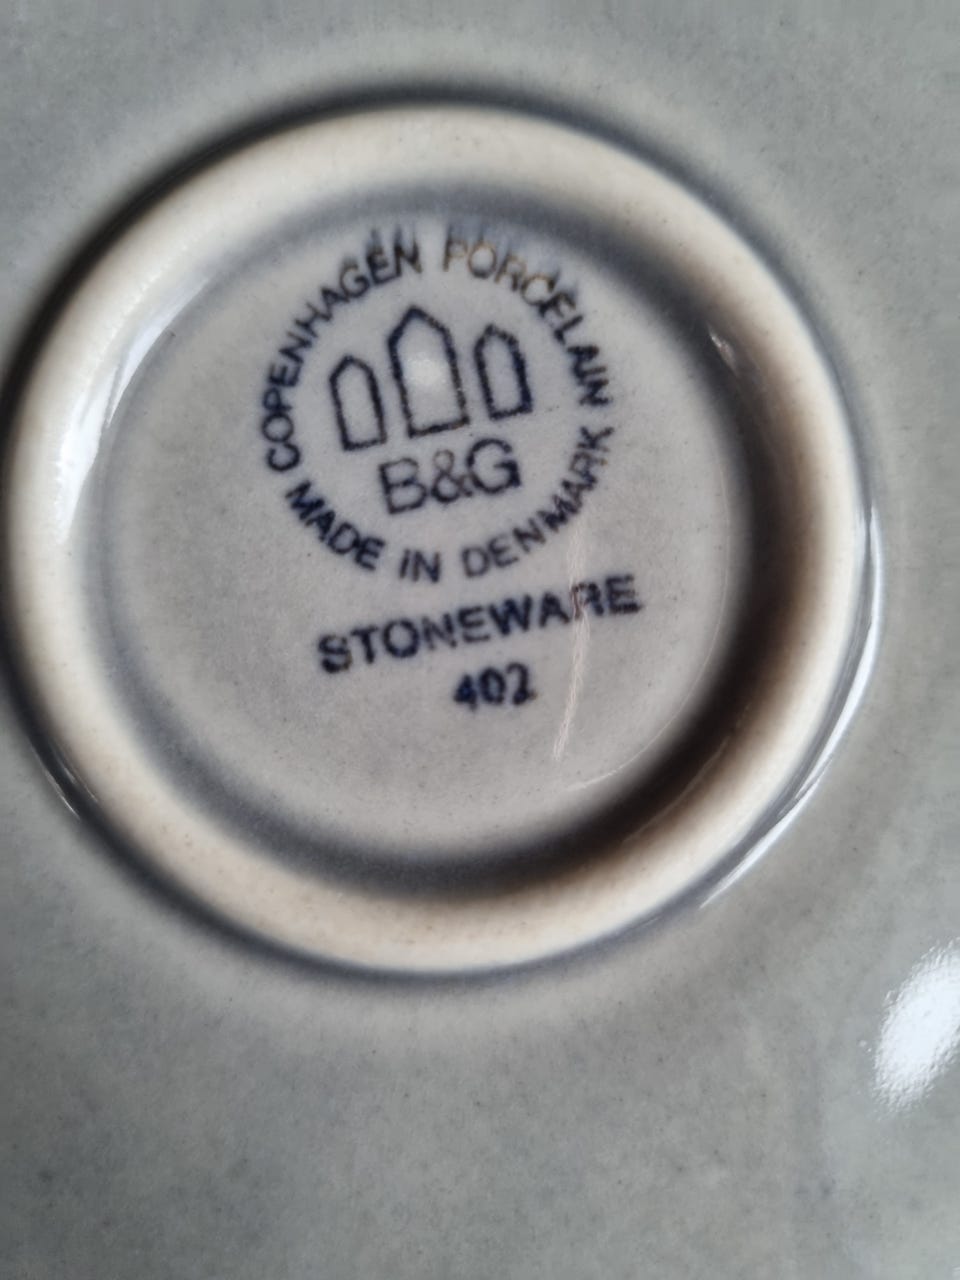 COPENHAGEN PORCELAIN
B&G
MADE IN DENMARK
STONEWARE
402